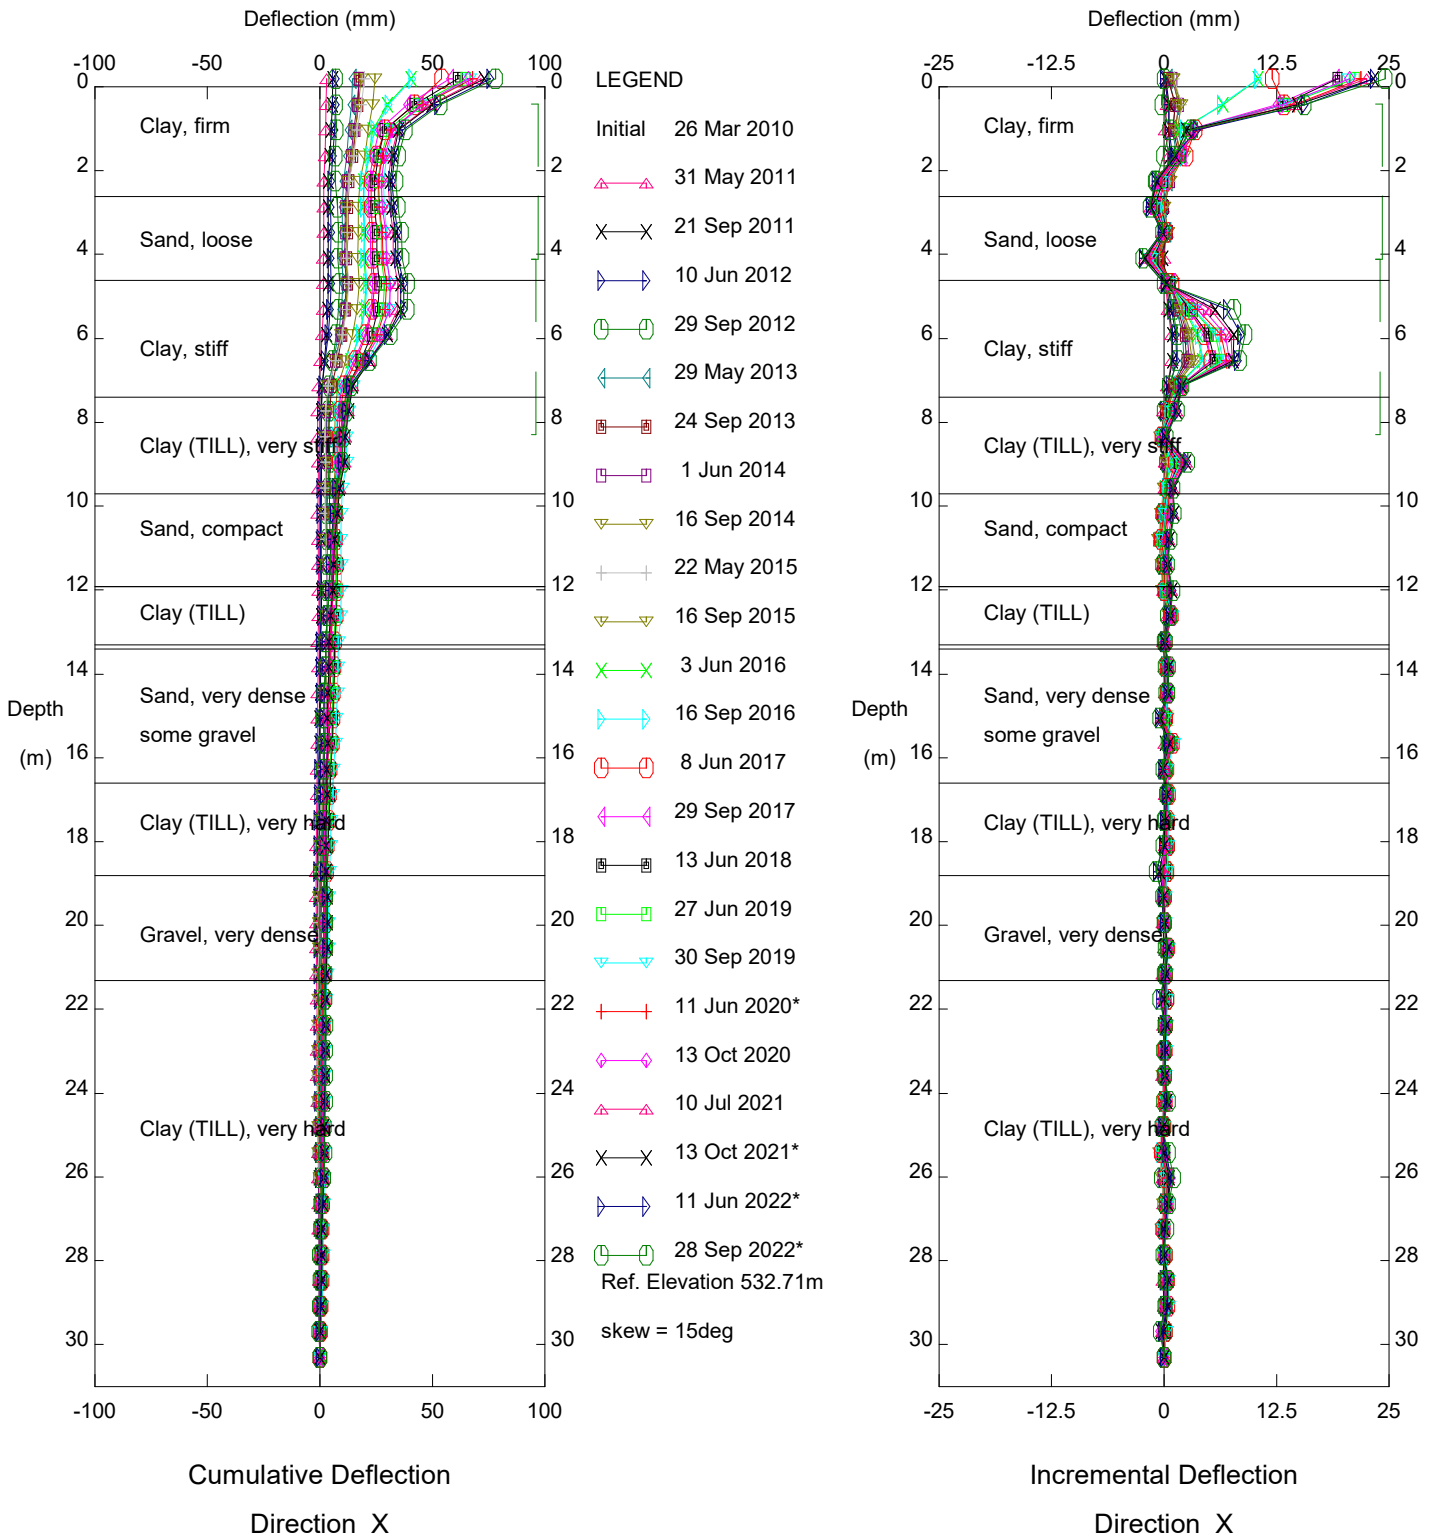 Deflection (mm)
-100 -50 0 50 100
0 0
Clay, firm
2 2
Sand, loose
4 4
6 6
Clay, stiff
8 8
Clay (TILL), very stiff
10 10
Sand, compact
12 12
Clay (TILL)
14 14
Sand, very dense
Depth
some gravel
(m)
16 16
Clay (TILL), very hard
18 18
20 20
Gravel, very dense
22 22
24 24
Clay (TILL), very hard
26 26
28 28
30 30
-100 -50 0 50 100
Cumulative Deflection
Direction X
LEGEND
Initial 26 Mar 2010
31 May 2011
21 Sep 2011
10 Jun 2012
29 Sep 2012
29 May 2013
24 Sep 2013
1 Jun 2014
16 Sep 2014
22 May 2015
16 Sep 2015
3 Jun 2016
16 Sep 2016
8 Jun 2017
29 Sep 2017
13 Jun 2018
27 Jun 2019
30 Sep 2019
11 Jun 2020*
13 Oct 2020
10 Jul 2021
13 Oct 2021*
11 Jun 2022*
28 Sep 2022*
Ref. Elevation 532.71m
skew = 15deg
Deflection (mm)
-25 -12.5 0 12.5 25
0 0
Clay, firm
2 2
Sand, loose
4 4
6 6
Clay, stiff
8 8
Clay (TILL), very stiff
10 10
Sand, compact
12 12
Clay (TILL)
14 14
Sand, very dense
Depth
some gravel
(m)
16 16
Clay (TILL), very hard
18 18
20 20
Gravel, very dense
22 22
24 24
Clay (TILL), very hard
26 26
28 28
30 30
-25 -12.5 0 12.5 25
Incremental Deflection
Direction X